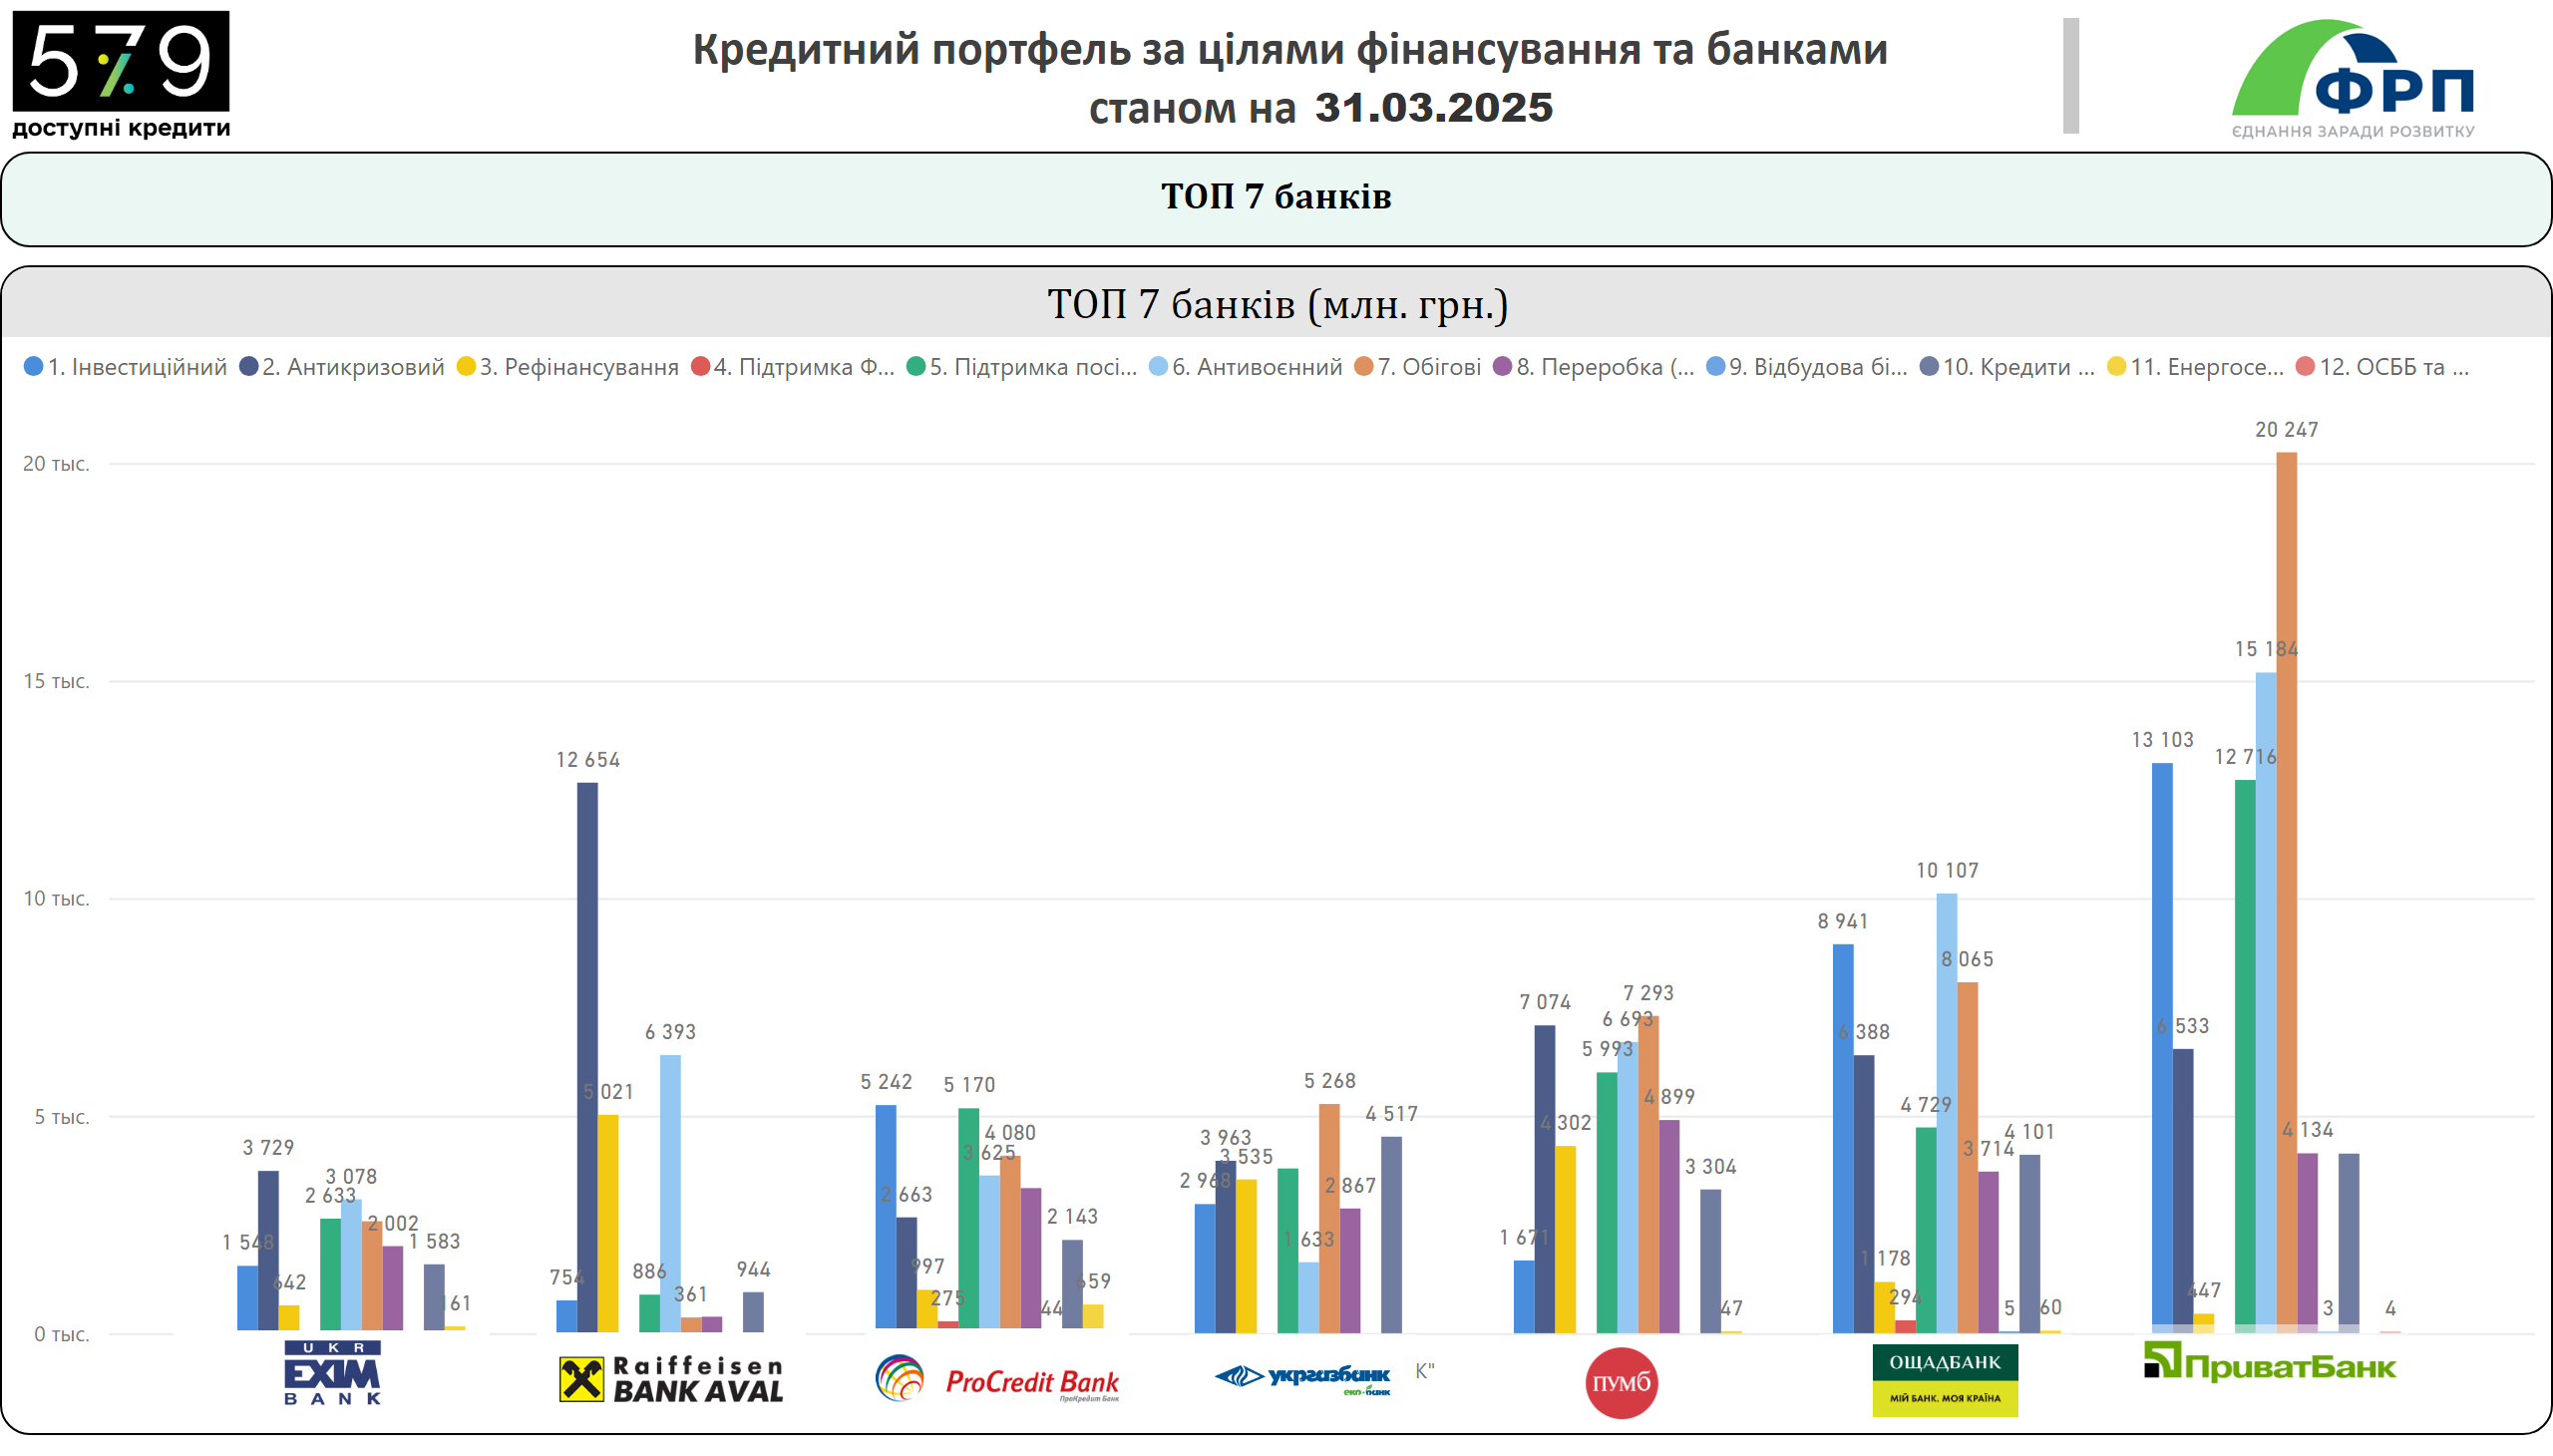 5%9
доступні кредити
Кредитний портфель за цілями фінансування та банками
станом на 31.03.2025
ФРП
ЄДНАННЯ ЗАРАДИ РОЗВИТКУ
ТОП 7 банків
ТОП 7 банків (млн. грн.)
1. Інвестиційний 2. Антикризовий 3. Рефінансування 4. Підтримка Ф... 5. Підтримка посі... 6. Антивоєнний 7. Обігові 8. Переробка (... 9. Відбудова бі... 10. Кредити ... 11. Енергосе... 12. ОСББ та ...
20 тыс.
15 тыс.
10 тыс.
5 тыс.
0 тыс.
1 548
3 729
642
2 633
3 078
2 002
1 583
161
754
12 654
5 021
886
6 393
361
944
5 242
2 663
997
275
5 170
3 625
4 080
44
2 143
659
2 968
3 963
3 535
1 633
5 268
2 867
4 517
1 671
7 074
4 302
5 993
6 693
7 293
4 899
3 304
47
8 941
6 388
1 178
294
4 729
10 107
8 065
3 714
5
4 101
60
13 103
6 533
447
12 716
15 184
20 247
4 134
3
4
UKR
EXIM
BANK
Raiffeisen
BANK AVAL
ProCredit Bank
ПроКредит Банк
укргазбанк
еко-банк
К"
ПУМБ
ОЩАДБАНК
МІЙ БАНК. МОЯ КРАЇНА
ПриватБанк